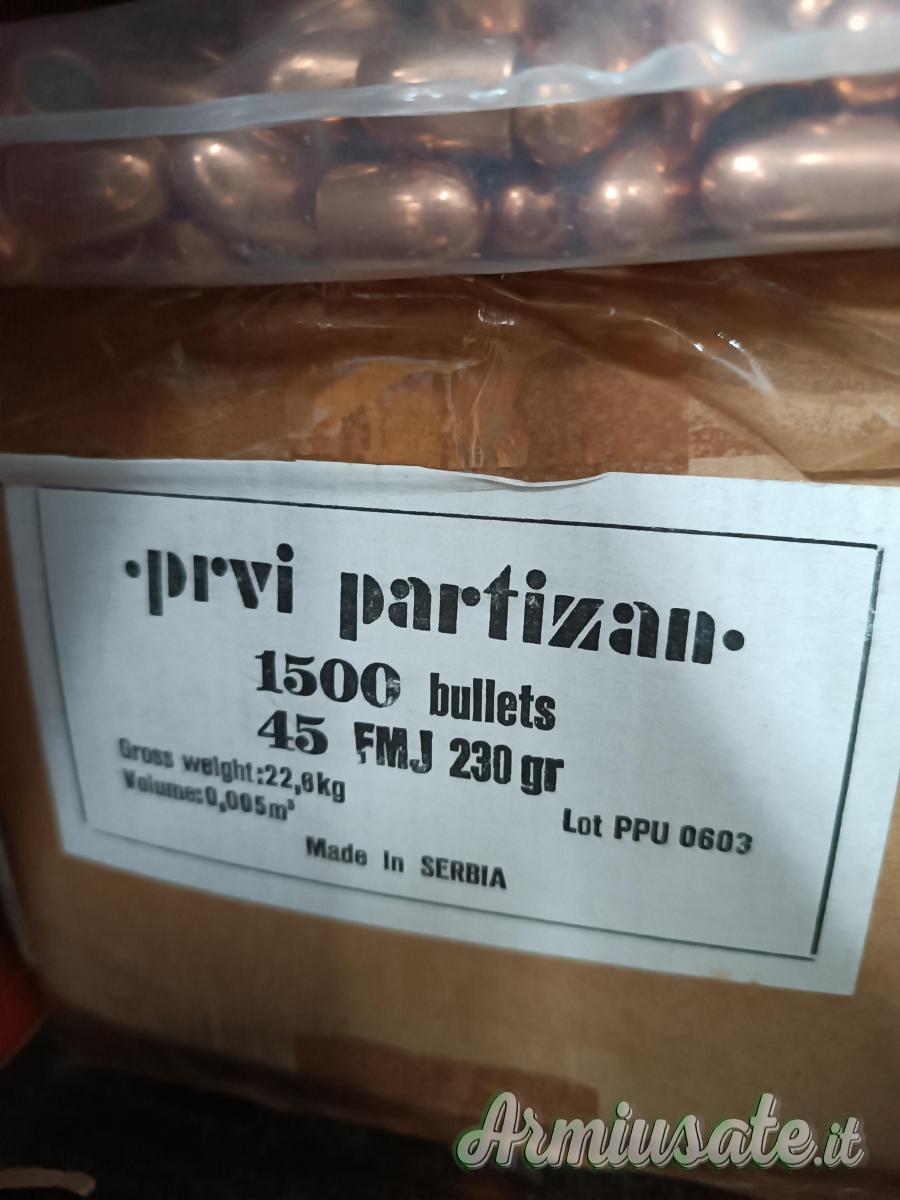 ·prvi partizan·
1500 bullets
45 FMJ 230 gr
Gross weight:22,6kg
Volume:0,005m³
Lot PPU 0603
Made in SERBIA
Armiusate.it